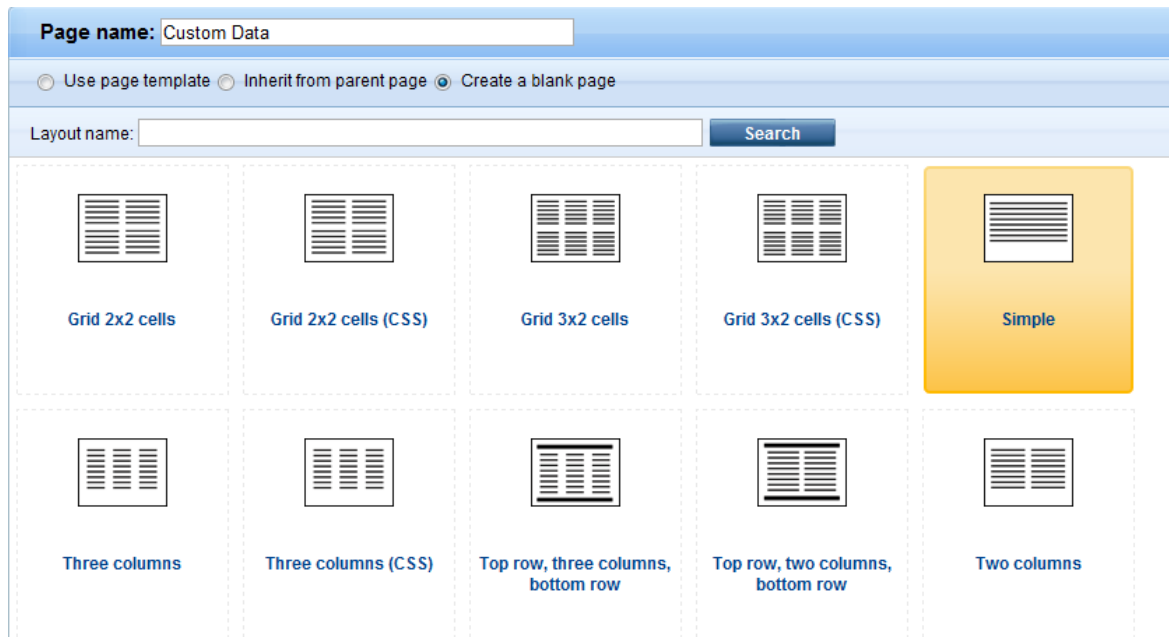 Page name: Custom Data
Use page template Inherit from parent page Create a blank page
Layout name: Search
Grid 2x2 cells Grid 2x2 cells (CSS) Grid 3x2 cells Grid 3x2 cells (CSS) Simple
Three columns Three columns (CSS) Top row, three columns, Top row, two columns, Two columns
bottom row bottom row